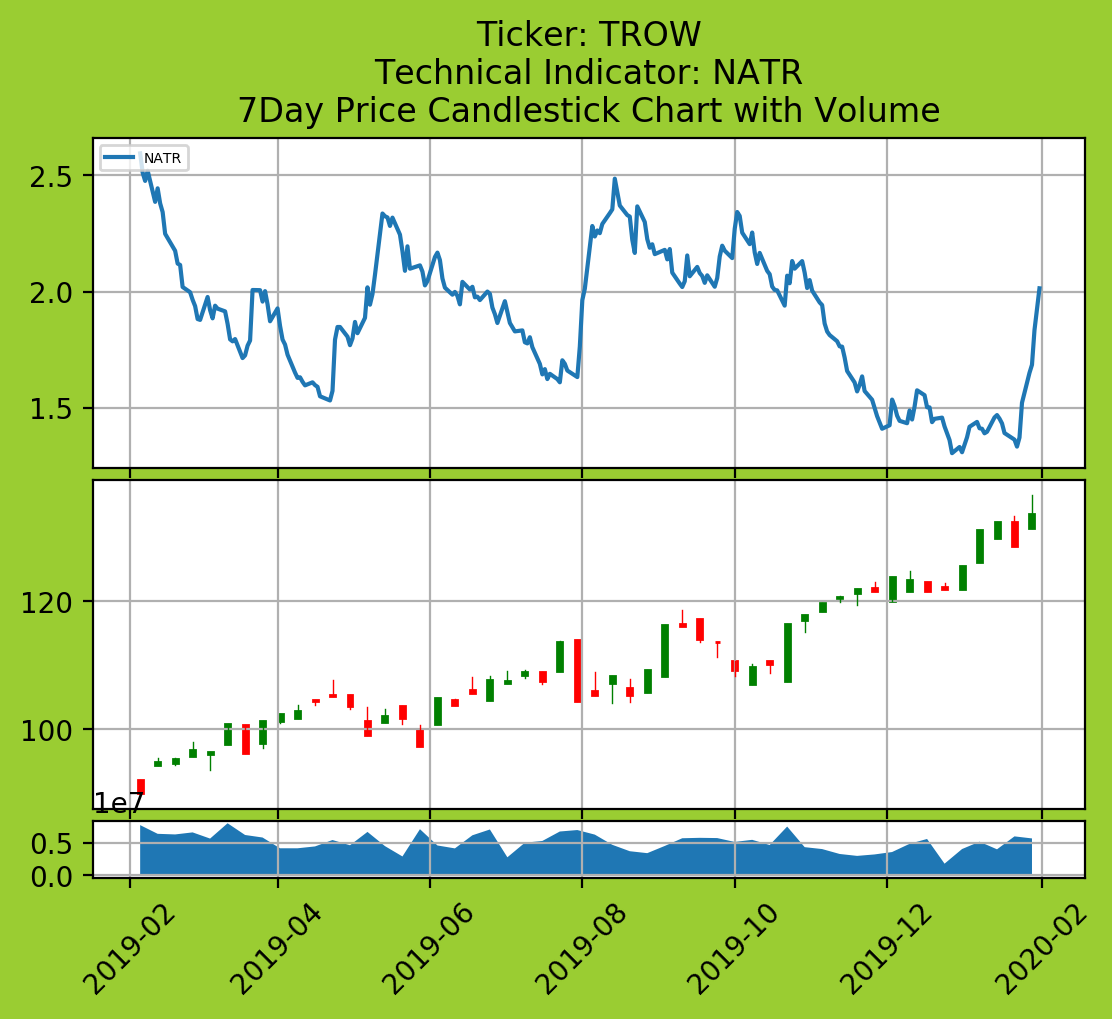 Ticker: TROW
Technical Indicator: NATR
7Day Price Candlestick Chart with Volume
NATR
2.5
2.0
1.5
120
100
1e7
0.5
0.0
2019-02
2019-04
2019-06
2019-08
2019-10
2019-12
2020-02